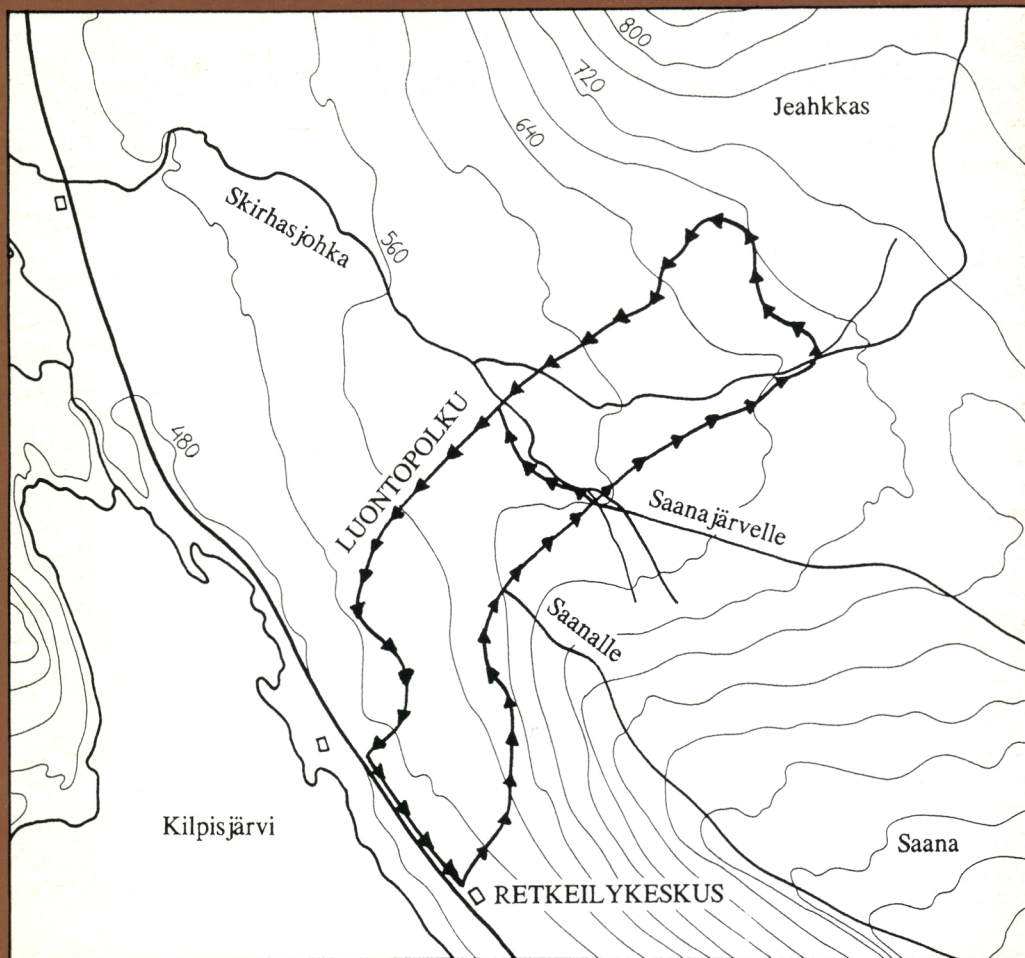 800
720
Jeahkkas
640
Skirhasjohka
560
LUONTOPOLKU
480
Saanajärvelle
Saanalle
Kilpisjärvi
Saana
RETKEILYKESKUS